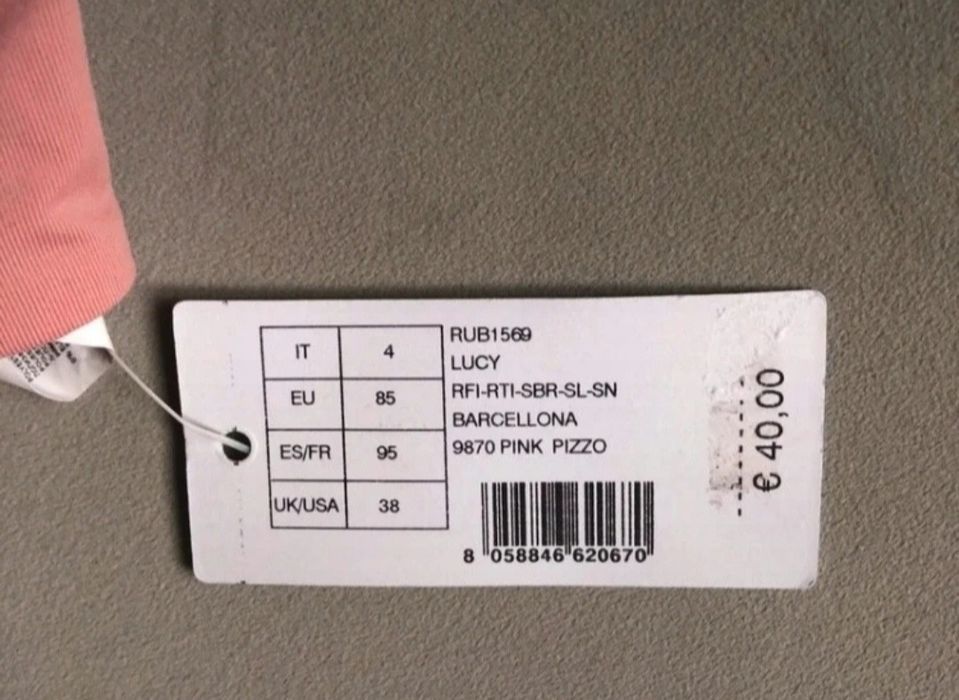 IT 4
EU 85
ES/FR 95
UK/USA 38
RUB1569
LUCY
RFI-RTI-SBR-SL-SN
BARCELLONA
9870 PINK PIZZO
8 058846 620670
€ 40,00